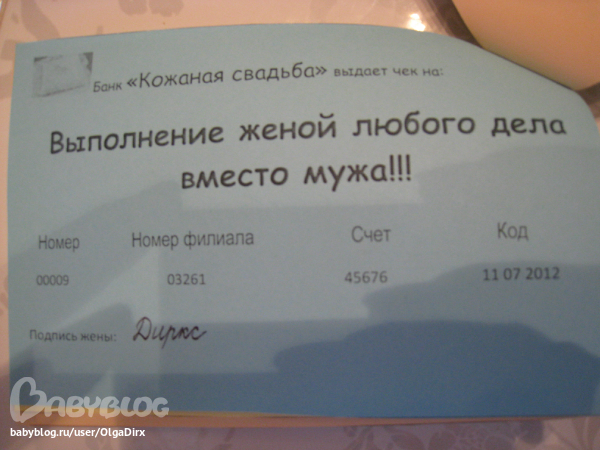 Банк «Кожаная свадьба» выдает чек на:
Выполнение женой любого дела
вместо мужа!!!
Номер Номер филиала Счет Код
00009 03261 45676 11 07 2012
Подпись жены: Диркс
BABYBLOG
babyblog.ru/user/OlgaDirx